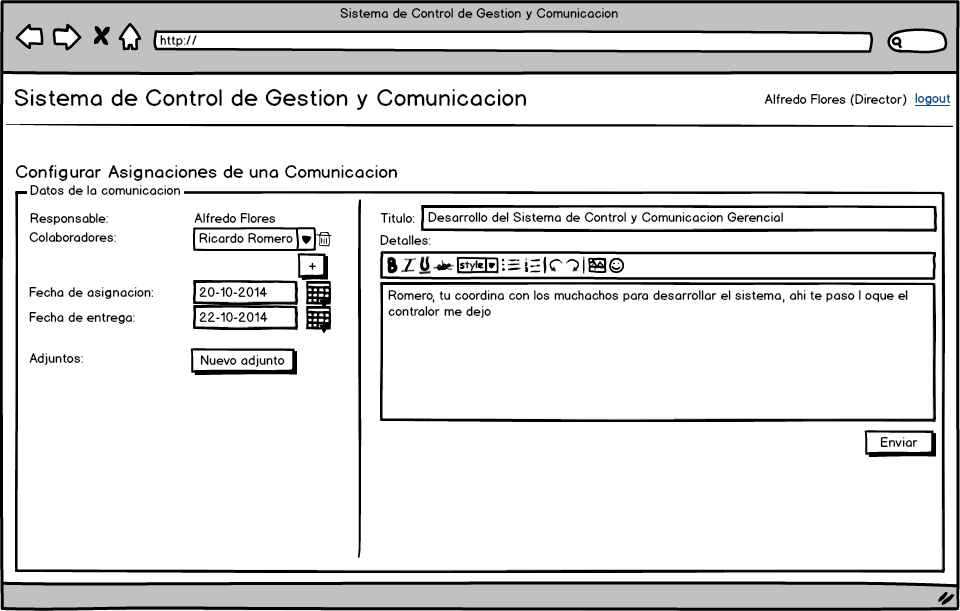 Sistema de Control de Gestion y Comunicacion
http://
Sistema de Control de Gestion y Comunicacion
Alfredo Flores (Director) logout
Configurar Asignaciones de una Comunicacion
Datos de la comunicacion
Responsable: Alfredo Flores
Colaboradores: Ricardo Romero
+
Fecha de asignacion: 20-10-2014
Fecha de entrega: 22-10-2014
Adjuntos: Nuevo adjunto
Titulo: Desarrollo del Sistema de Control y Comunicacion Gerencial
Detalles:
B I U abc style
Romero, tu coordina con los muchachos para desarrollar el sistema, ahi te paso l oque el
contralor me dejo
Enviar